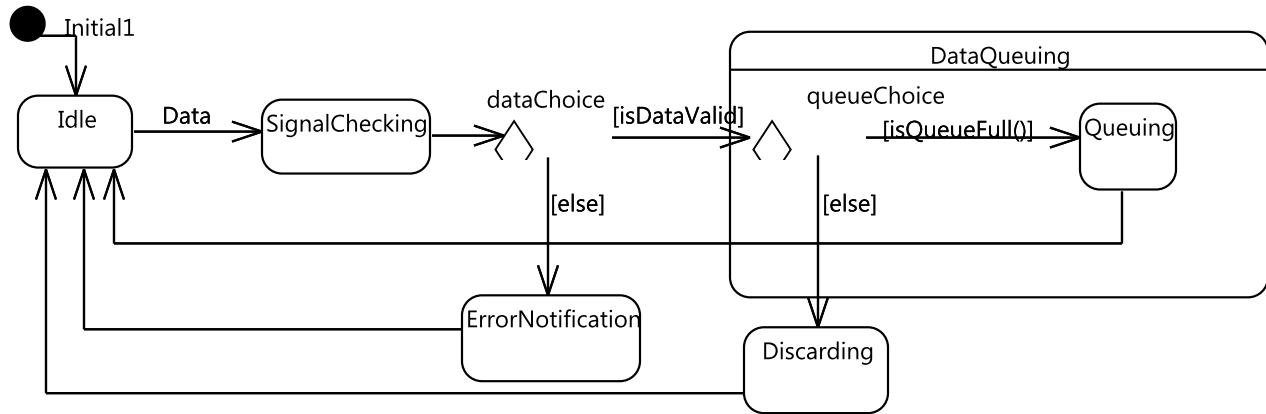 Initial1
DataQueuing
dataChoice
queueChoice
Idle
Data
SignalChecking
[isDataValid]
[isQueueFull()]
Queuing
[else]
[else]
ErrorNotification
Discarding